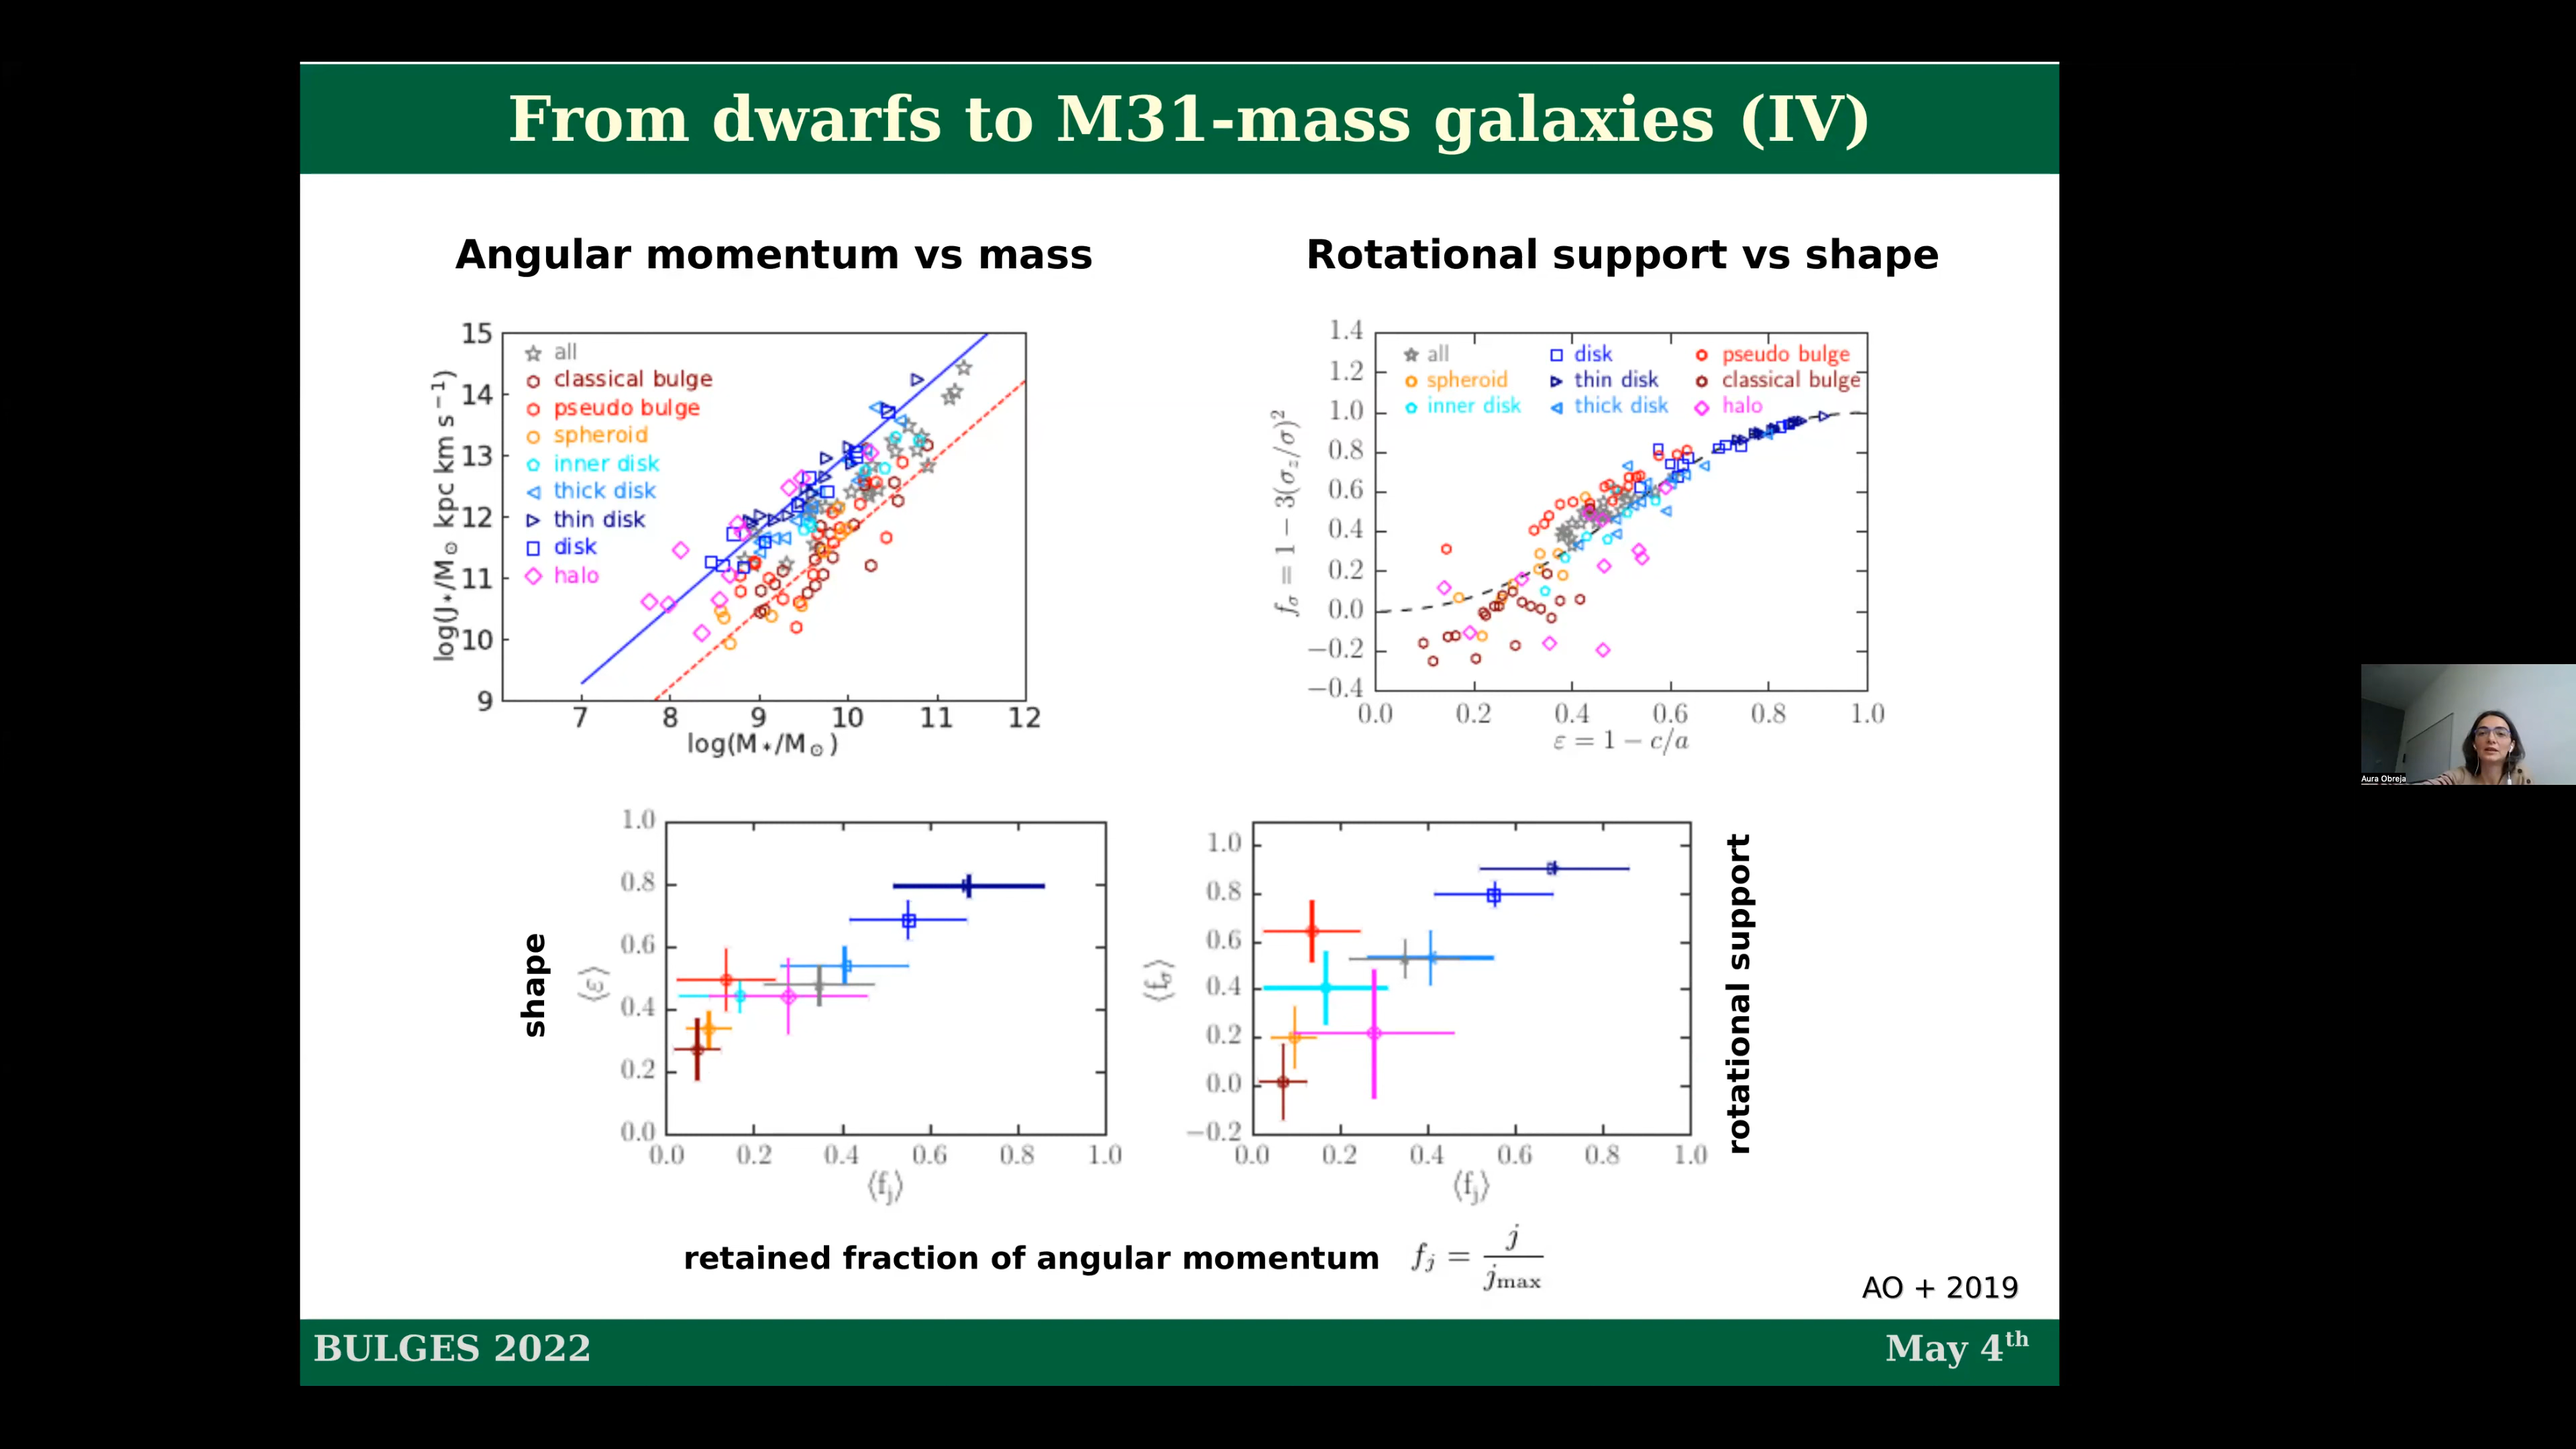 From dwarfs to M31-mass galaxies (IV)
Angular momentum vs mass
Rotational support vs shape
15
14
13
12
11
10
9
log(J⋆/M⊙ kpc km s⁻¹)
all
classical bulge
pseudo bulge
spheroid
inner disk
thick disk
thin disk
disk
halo
7 8 9 10 11 12
log(M⋆/M⊙)
1.4
1.2
1.0
0.8
0.6
0.4
0.2
0.0
−0.2
−0.4
f_σ = 1 − 3(σ_z/σ)²
all disk pseudo bulge
spheroid thin disk classical bulge
inner disk thick disk halo
0.0 0.2 0.4 0.6 0.8 1.0
ε = 1 − c/a
shape
⟨ε⟩
1.0
0.8
0.6
0.4
0.2
0.0
0.0 0.2 0.4 0.6 0.8 1.0
⟨f_j⟩
⟨f_σ⟩
1.0
0.8
0.6
0.4
0.2
0.0
−0.2
0.0 0.2 0.4 0.6 0.8 1.0
⟨f_j⟩
rotational support
retained fraction of angular momentum f_j = j/j_max
AO + 2019
BULGES 2022
May 4th
Aura Obreja